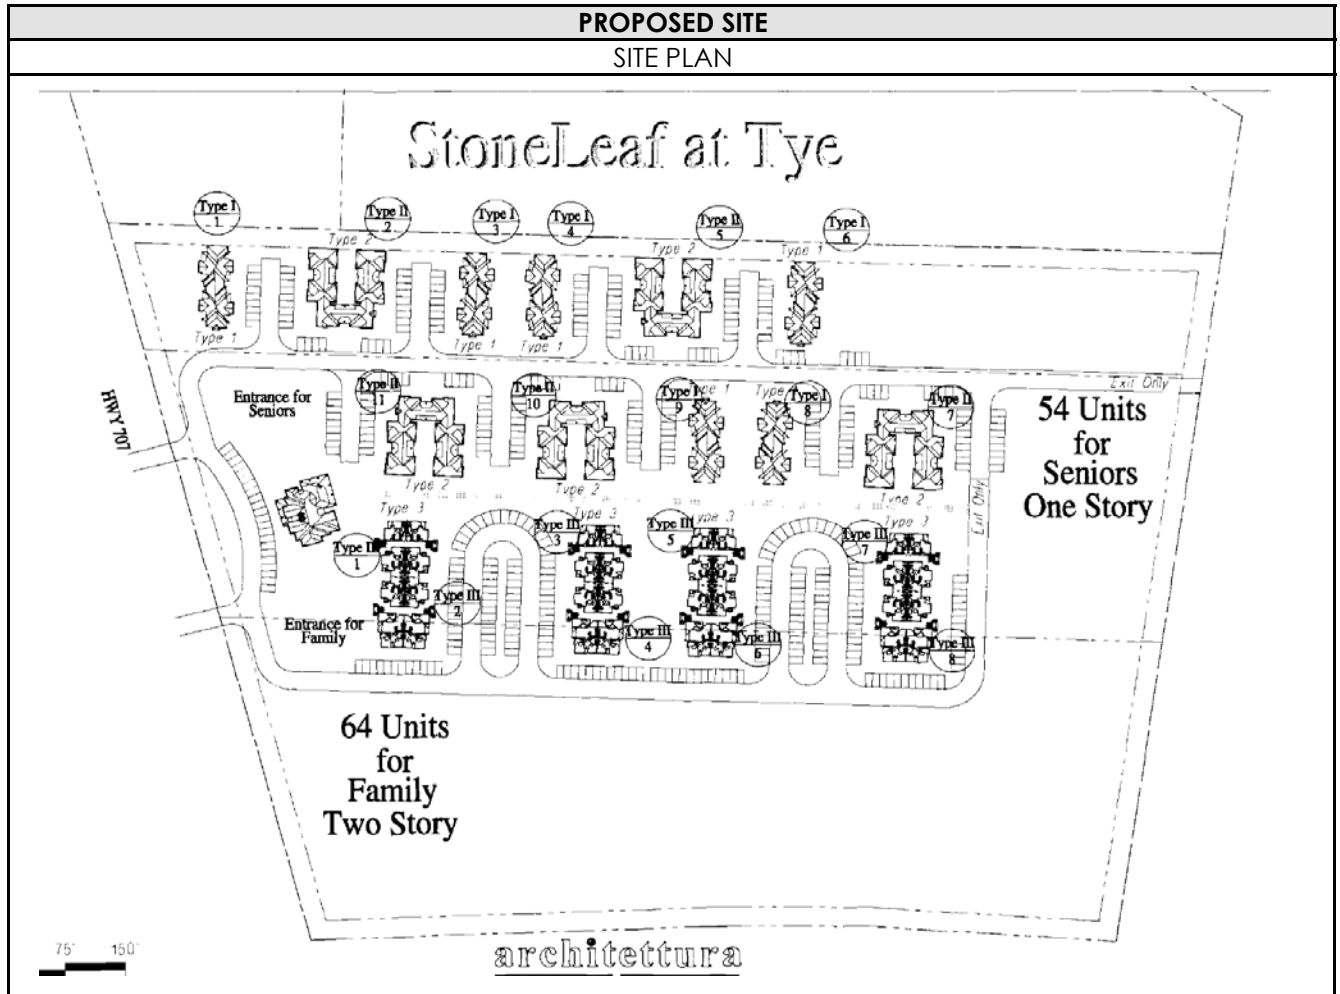 PROPOSED SITE
SITE PLAN
StoneLeaf at Tye
Type I
1
Type II
2
Type I
3
Type I
4
Type II
5
Type I
6
Type 2
Type 2
Type 1
Type 1
Type 1
Type 1
HWY 707
Entrance for
Seniors
Type II
Type II
10
Type I
9
Type I
8
Type II
7
Exit Only
54 Units
for
Seniors
One Story
Type 2
Type 2
Type 2
Exit Only
Type 3
Type 3
Type 3
Type 3
1
Type III
2
Type III
3
Type III
4
Type III
5
Type III
6
Type III
7
Type III
8
Entrance for
Family
64 Units
for
Family
Two Story
75' 150'
architettura